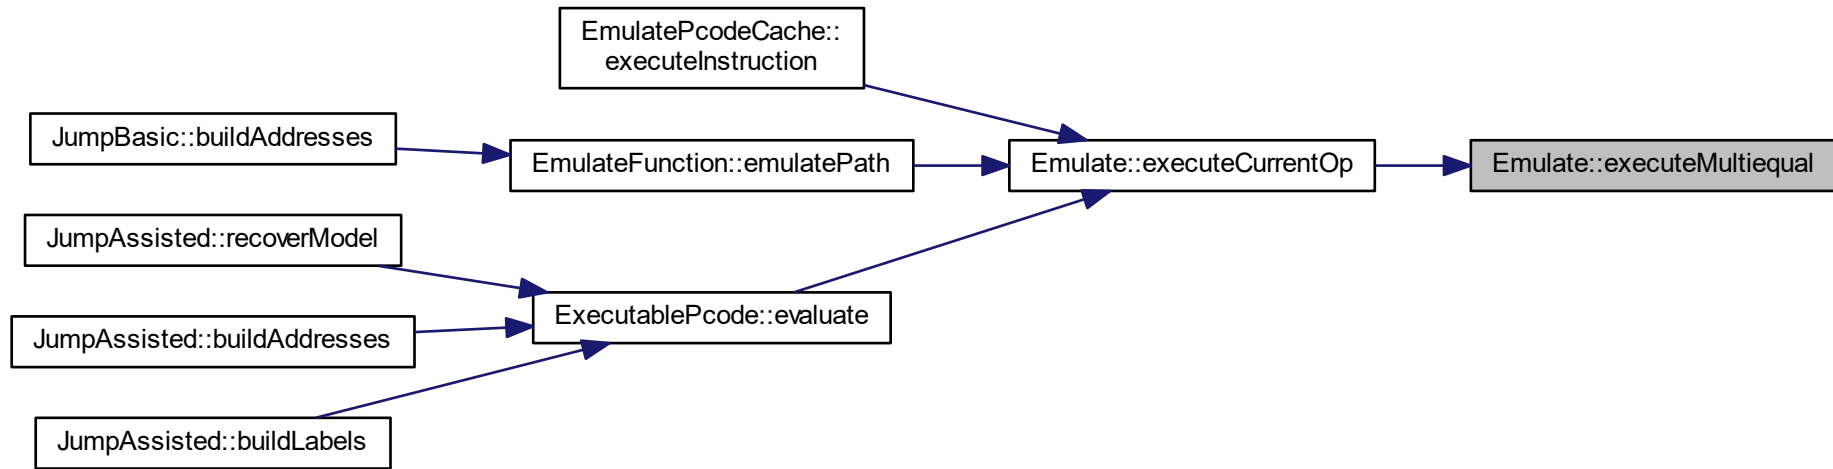 EmulatePcodeCache::
executeInstruction
JumpBasic::buildAddresses
EmulateFunction::emulatePath
Emulate::executeCurrentOp
Emulate::executeMultiequal
JumpAssisted::recoverModel
ExecutablePcode::evaluate
JumpAssisted::buildAddresses
JumpAssisted::buildLabels